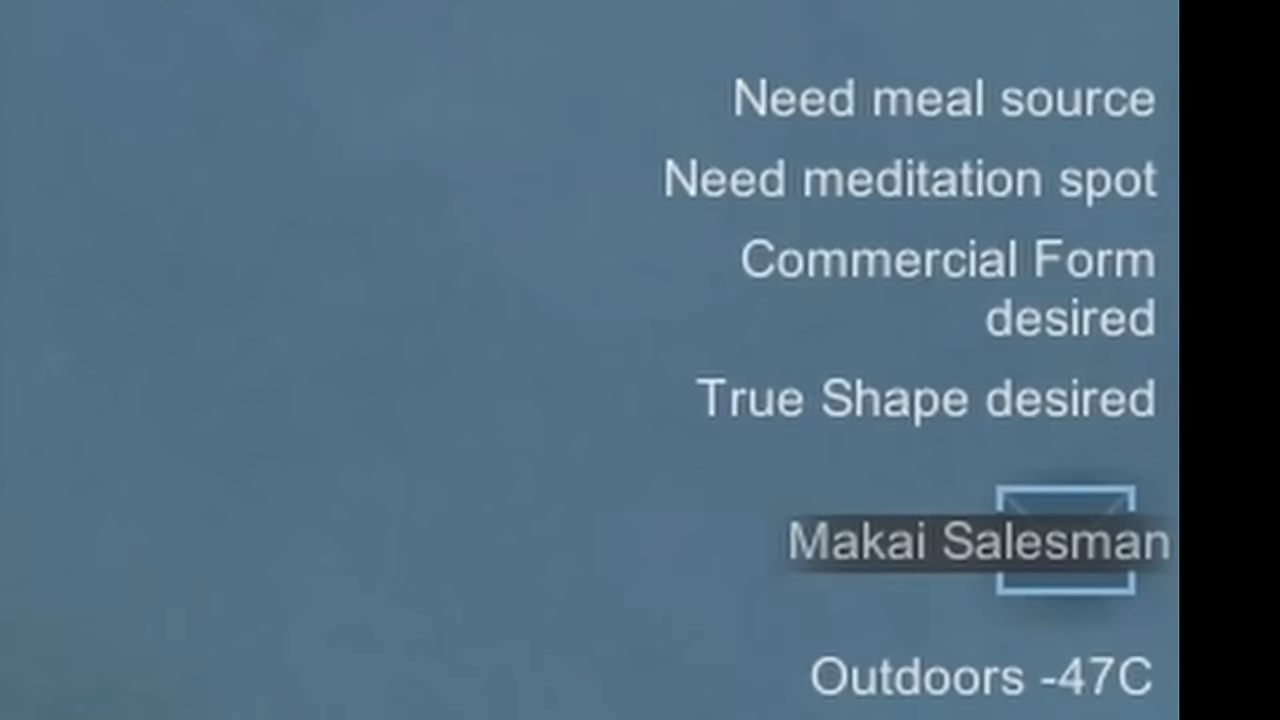 Need meal source
Need meditation spot
Commercial Form
desired
True Shape desired
Makai Salesman
Outdoors -47C